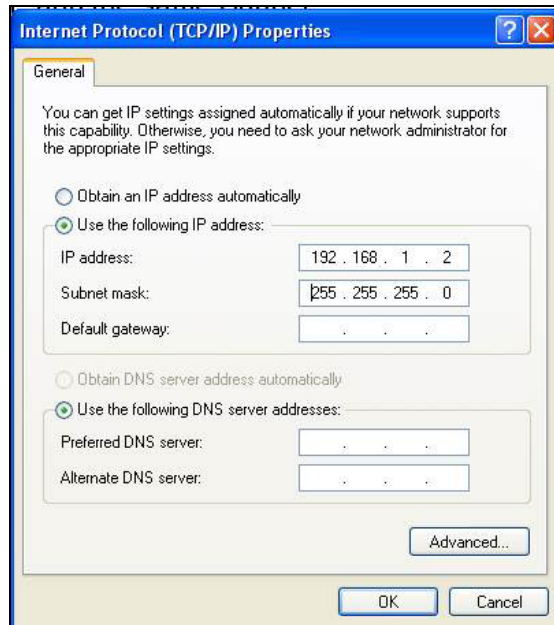 Internet Protocol (TCP/IP) Properties
General
You can get IP settings assigned automatically if your network supports
this capability. Otherwise, you need to ask your network administrator for
the appropriate IP settings.
Obtain an IP address automatically
Use the following IP address:
IP address: 192 . 168 . 1 . 2
Subnet mask: 255 . 255 . 255 . 0
Default gateway: . . .
Obtain DNS server address automatically
Use the following DNS server addresses:
Preferred DNS server: . . .
Alternate DNS server: . . .
Advanced...
OK Cancel